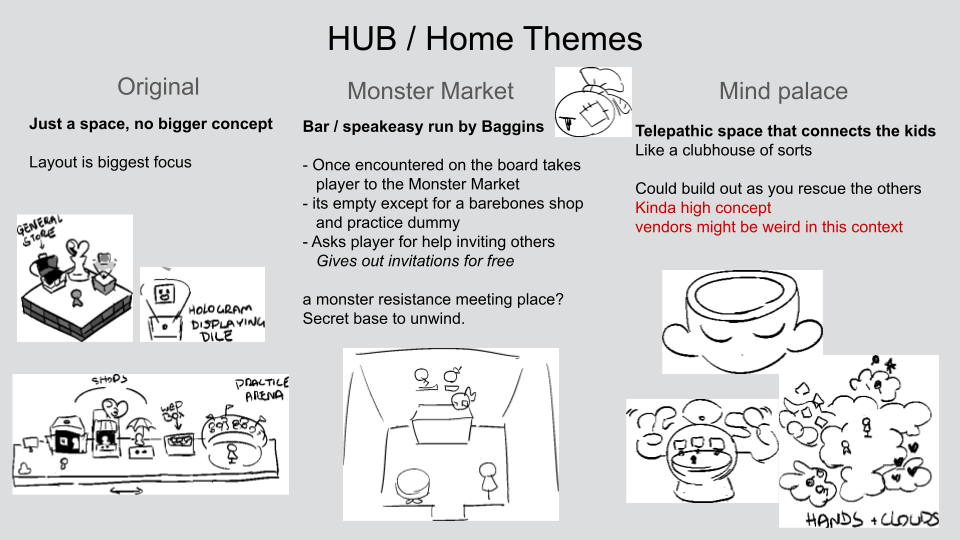 HUB / Home Themes
Original
Just a space, no bigger concept
Layout is biggest focus
GENERAL
STORE
HOLOGRAM
DISPLAYING
DILE
SHOPS
WEP
BOX
PRACTICE
ARENA
Monster Market
Bar / speakeasy run by Baggins
- Once encountered on the board takes
player to the Monster Market
- its empty except for a barebones shop
and practice dummy
- Asks player for help inviting others
Gives out invitations for free
a monster resistance meeting place?
Secret base to unwind.
Mind palace
Telepathic space that connects the kids
Like a clubhouse of sorts
Could build out as you rescue the others
Kinda high concept
vendors might be weird in this context
HANDS + CLOUDS